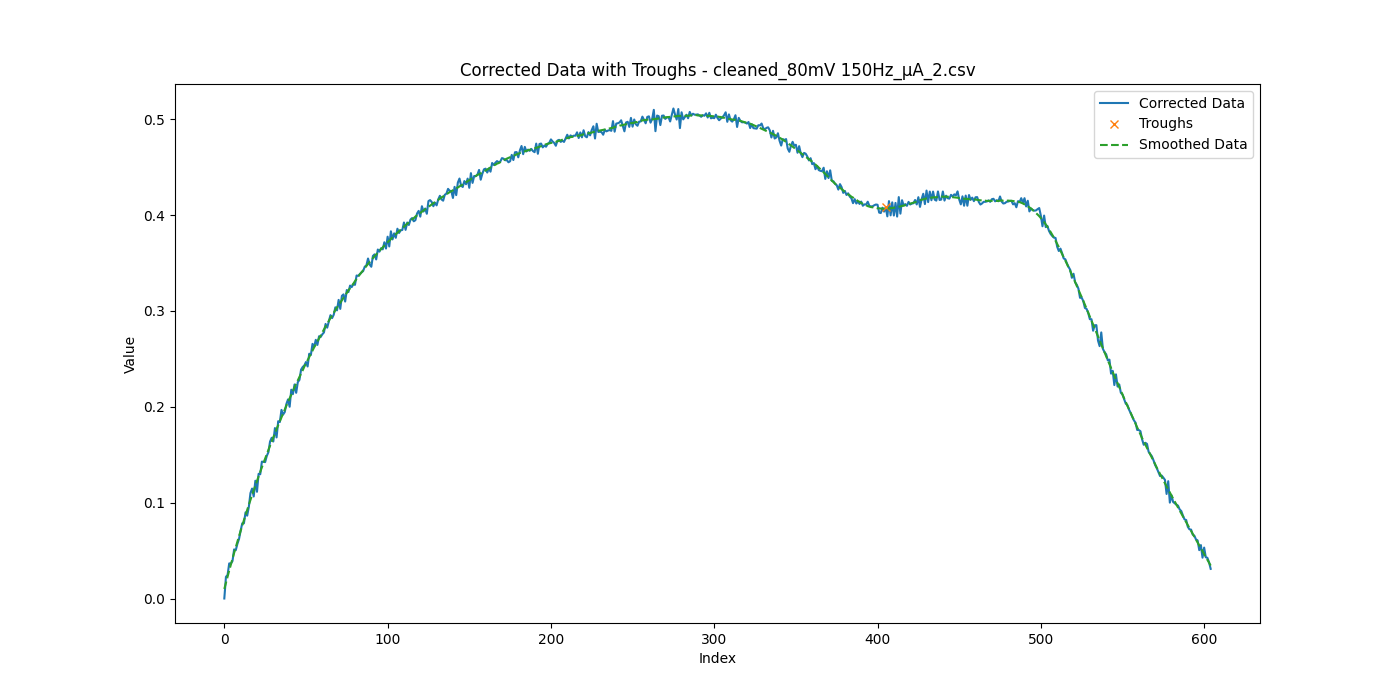 Corrected Data with Troughs - cleaned_80mV 150Hz_µA_2.csv
Corrected Data
Troughs
Smoothed Data
Value
0.5
0.4
0.3
0.2
0.1
0.0
0 100 200 300 400 500 600
Index